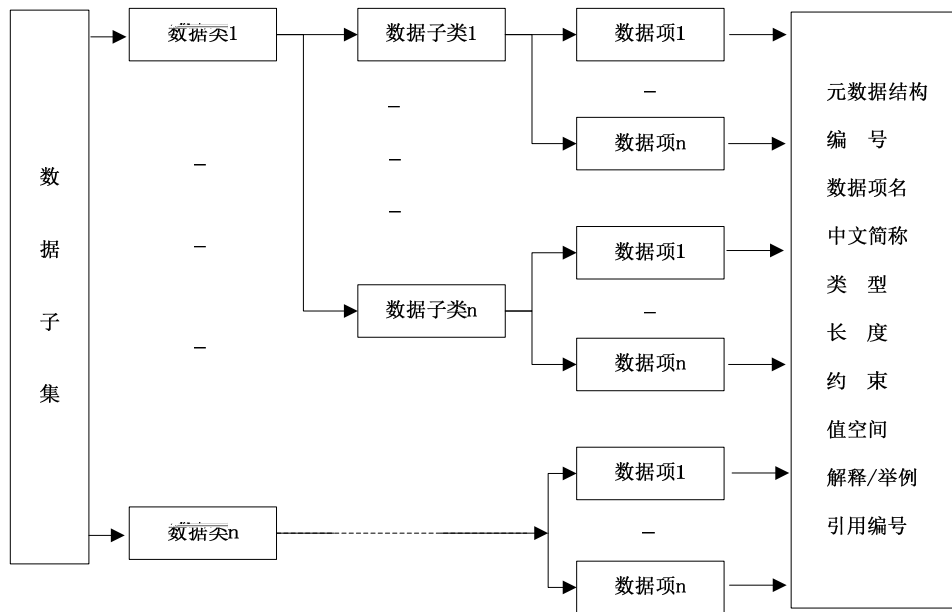 数据子集
数据类1
数据类n
数据子类1
数据子类n
数据项1
数据项n
数据项1
数据项n
数据项1
数据项n
元数据结构
编 号
数据项名
中文简称
类 型
长 度
约 束
值空间
解释/举例
引用编号